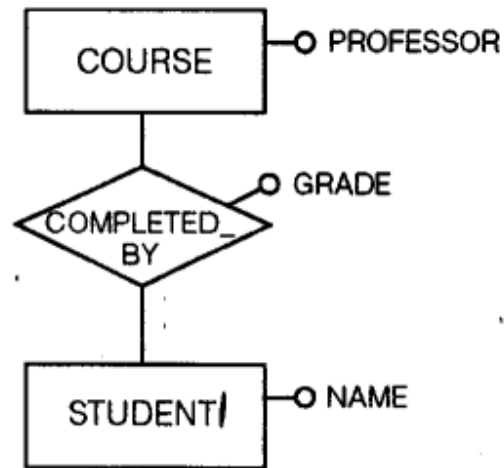 COURSE
PROFESSOR
GRADE
COMPLETED_
BY
STUDENT
NAME